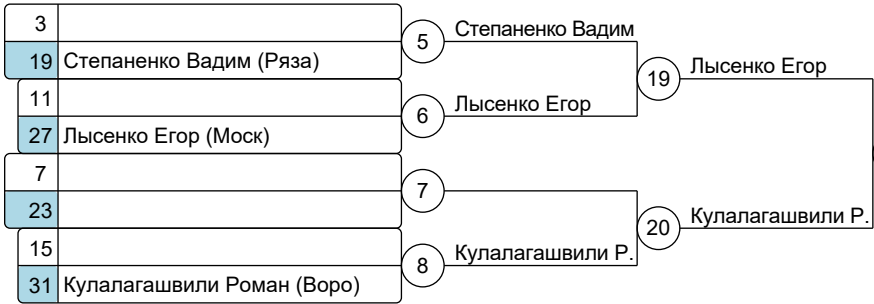 3
5
Степаненко Вадим
19 Степаненко Вадим (Ряза)
19
Лысенко Егор
11
6
Лысенко Егор
27 Лысенко Егор (Моск)
7
7
23
20
Кулалагашвили Р.
15
8
Кулалагашвили Р.
31 Кулалагашвили Роман (Воро)